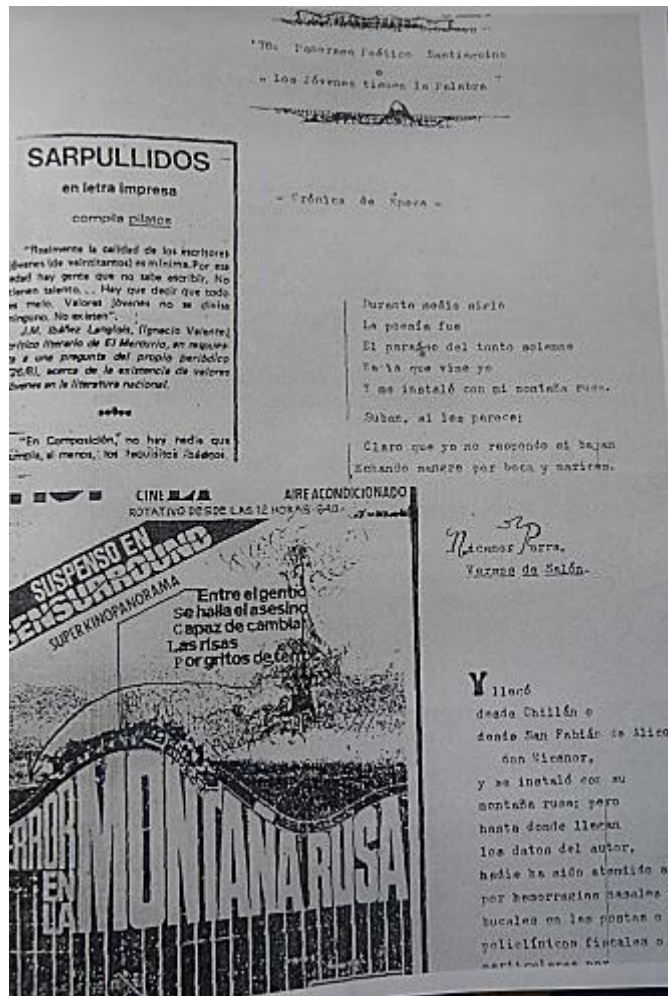 '70: Panorama Poético Santiaguino
o
"Los Jóvenes tienen la Palabra"
SARPULLIDOS
en letra impresa
compila pilatos
- Crónica de Época -
"Realmente la calidad de los escritores
jóvenes (de veintitantos) es mínima. Por esa
edad hay gente que no sabe escribir. No
tienen talento... Hay que decir que todo
es malo. Valores jóvenes no se divisa
ninguno. No existen".
J.M. Ibáñez Langlois, (Ignacio Valente)
crítico literario de El Mercurio, en respues-
ta a una pregunta del propio periódico
acerca de la existencia de valores
jóvenes en la literatura nacional.
"En Composición," no hay nadie que
cumpla, al menos, los requisitos básicos.
Durante medio siglo
La poesía fue
El paraíso del tonto solemne
Hasta que vine yo
Y me instalé con mi montaña rusa.
Suban, si les parece;
Claro que yo no respondo si bajan
Echando sangre por boca y narices.
Nicanor Parra.
Versos de Salón.
CINE
AIRE ACONDICIONADO
ROTATIVO DESDE LAS 12 HORAS
SUSPENSO EN
SENSURROUND
SUPER KINOPANORAMA
Entre el gentío
Se halla el asesino
Capaz de cambiar
Las risas
Por gritos de
ERROR
EN
LA
MONTAÑA RUSA
Y llegó
desde Chillán o
desde San Fabián de Alico
don Nicanor,
y se instaló con su
montaña rusa; pero
hasta donde llegan
los datos del autor,
nadie ha sido atendido
por hemorragias nasales
bucales en las postas o
policlínicos fiscales o
particulares por